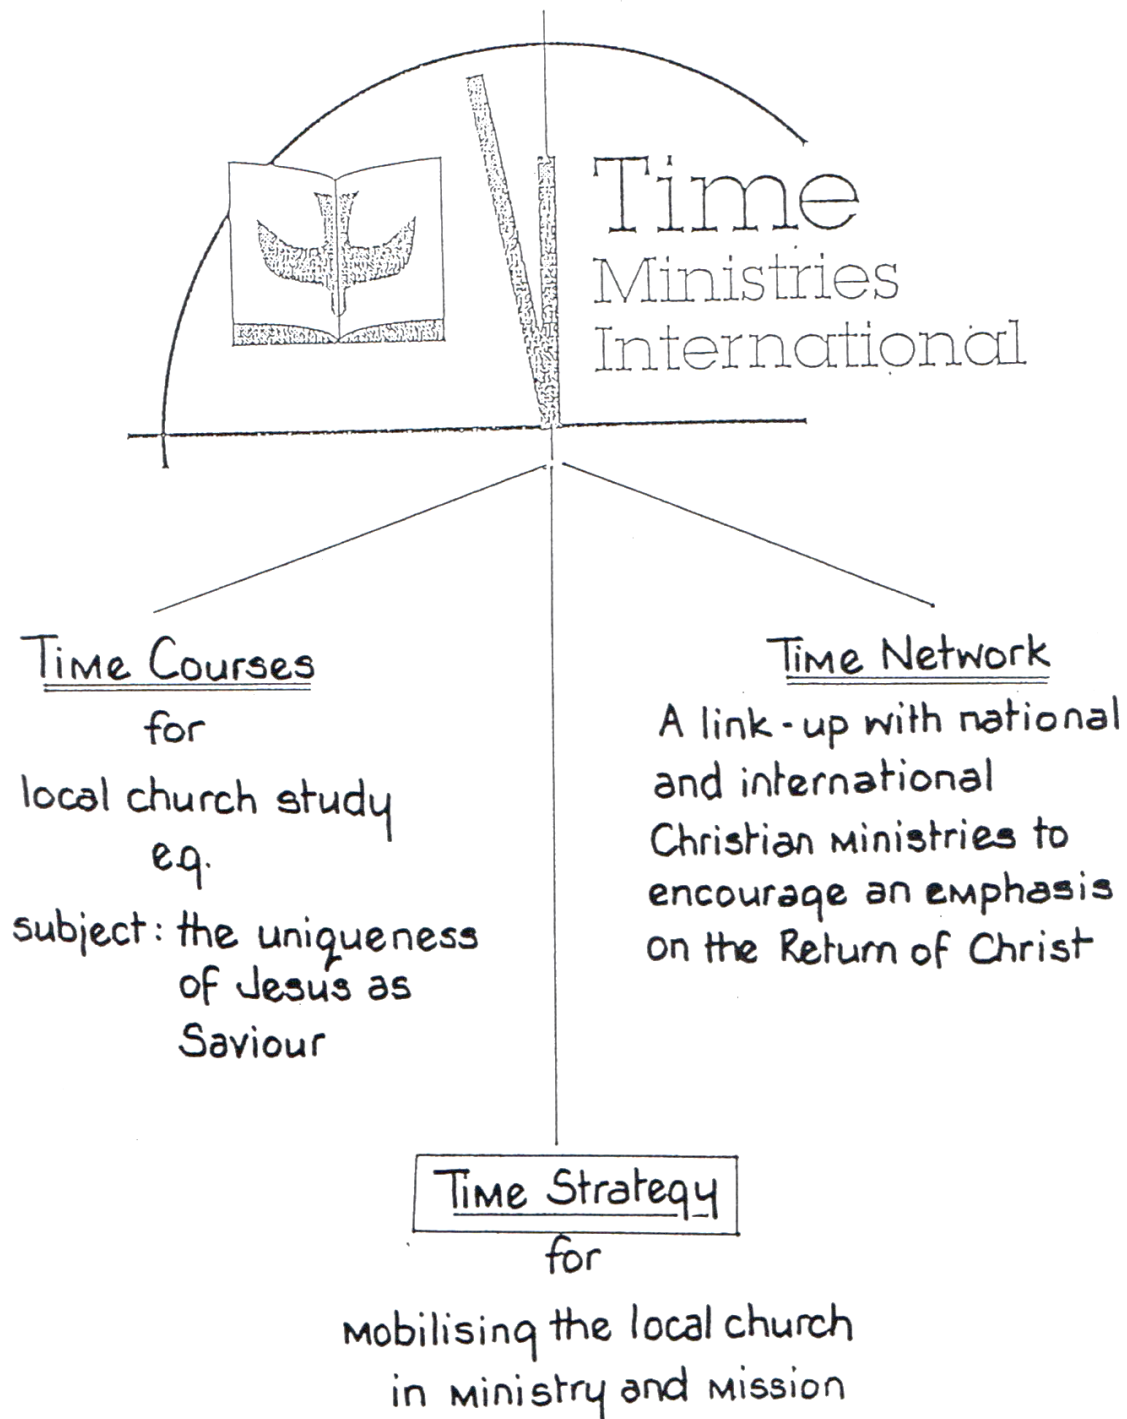 Time
Ministries
International
Time Courses
for
local church study
eg.
subject: the uniqueness
of Jesus as
Saviour
Time Network
A link-up with national
and international
Christian Ministries to
encourage an emphasis
on the Return of Christ
Time Strategy
for
Mobilising the local church
in Ministry and Mission